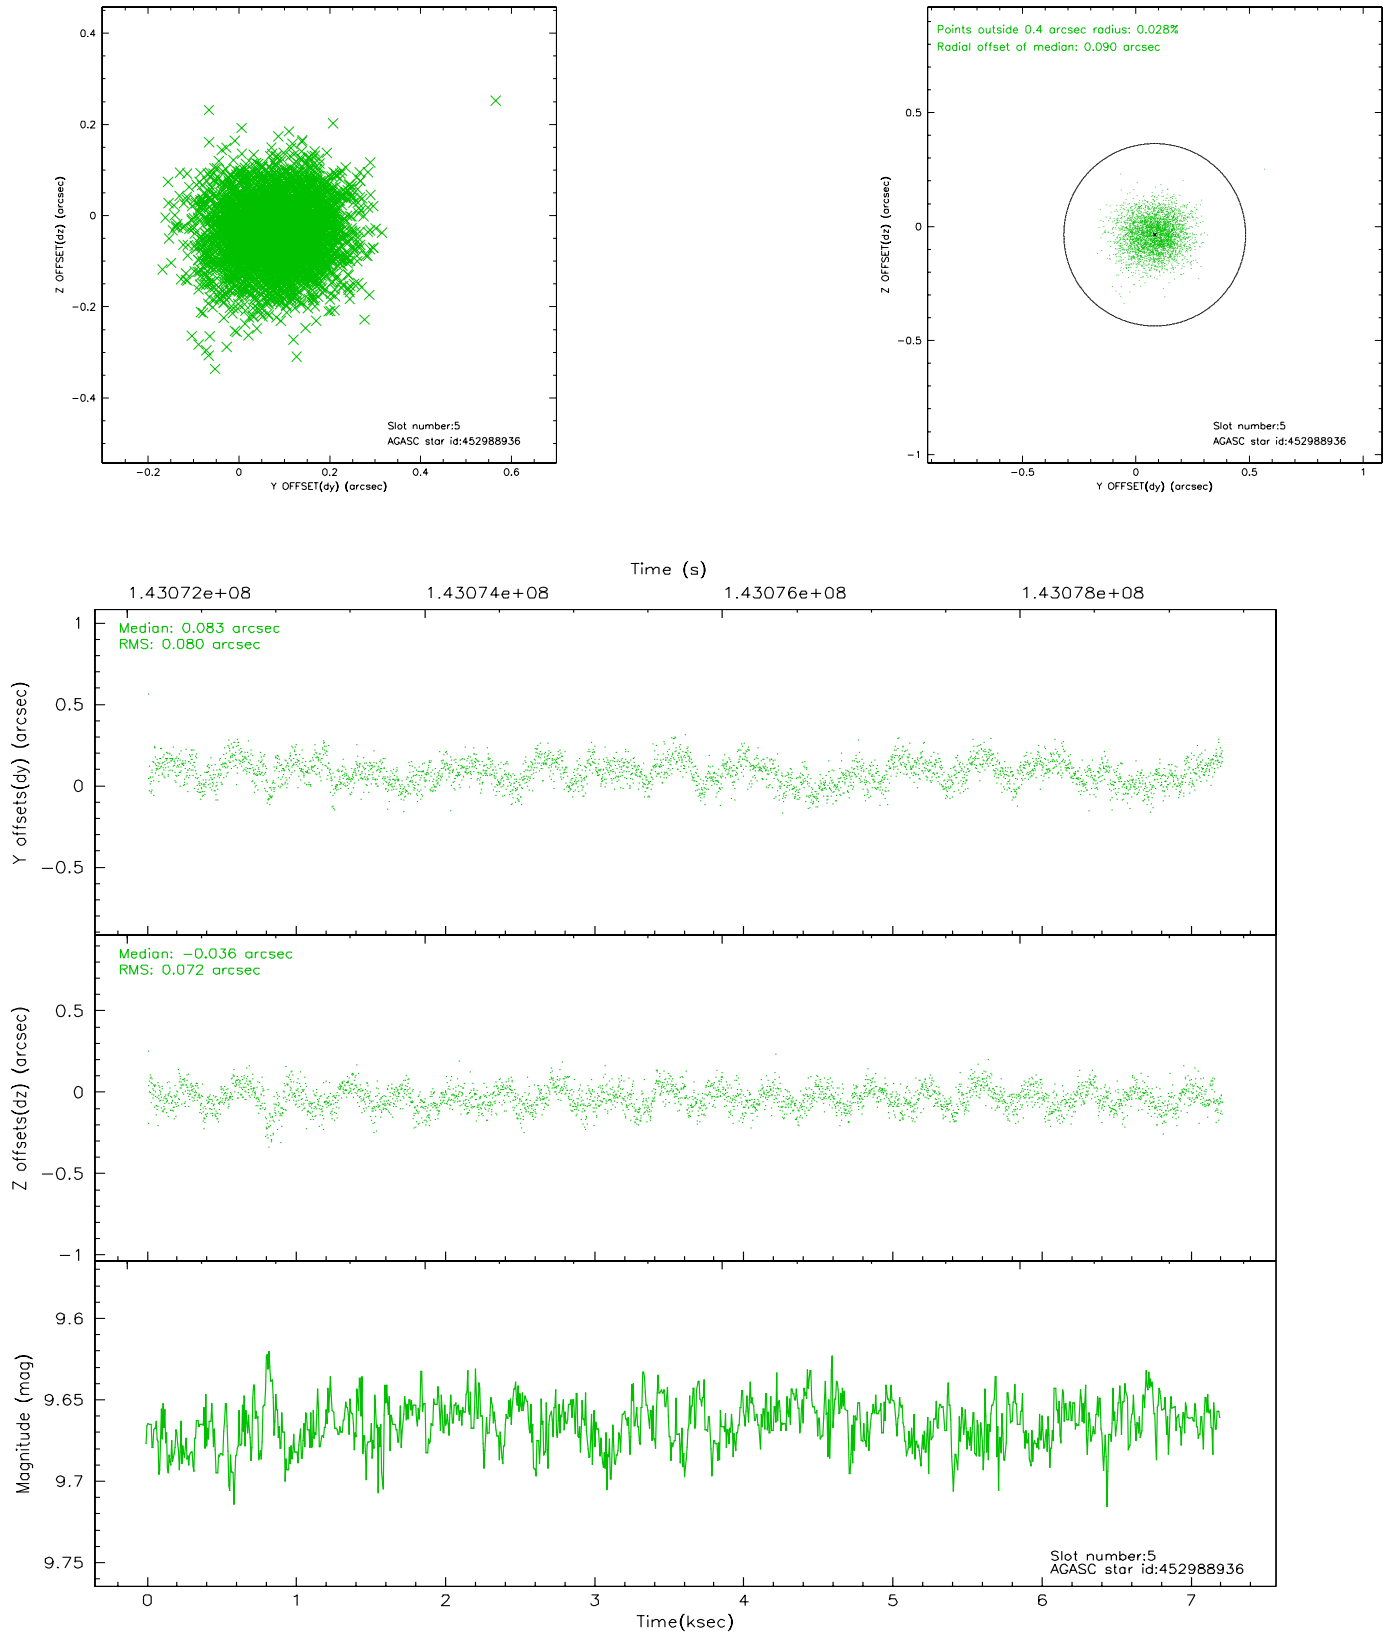 0.4
0.2
0
−0.2
−0.4
Z OFFSET(dz) (arcsec)
Slot number:5
AGASC star id:452988936
−0.2 0 0.2 0.4 0.6
Y OFFSET(dy) (arcsec)
Points outside 0.4 arcsec radius: 0.028%
Radial offset of median: 0.090 arcsec
0.5
0
−0.5
−1
Z OFFSET(dz) (arcsec)
Slot number:5
AGASC star id:452988936
−0.5 0 0.5 1
Y OFFSET(dy) (arcsec)
Time (s)
1.43072e+08 1.43074e+08 1.43076e+08 1.43078e+08
Median: 0.083 arcsec
RMS: 0.080 arcsec
1
0.5
0
−0.5
Y offsets(dy) (arcsec)
Median: −0.036 arcsec
RMS: 0.072 arcsec
0.5
0
−0.5
−1
Z offsets(dz) (arcsec)
9.6
9.65
9.7
9.75
Magnitude (mag)
Slot number:5
AGASC star id:452988936
0 1 2 3 4 5 6 7
Time(ksec)